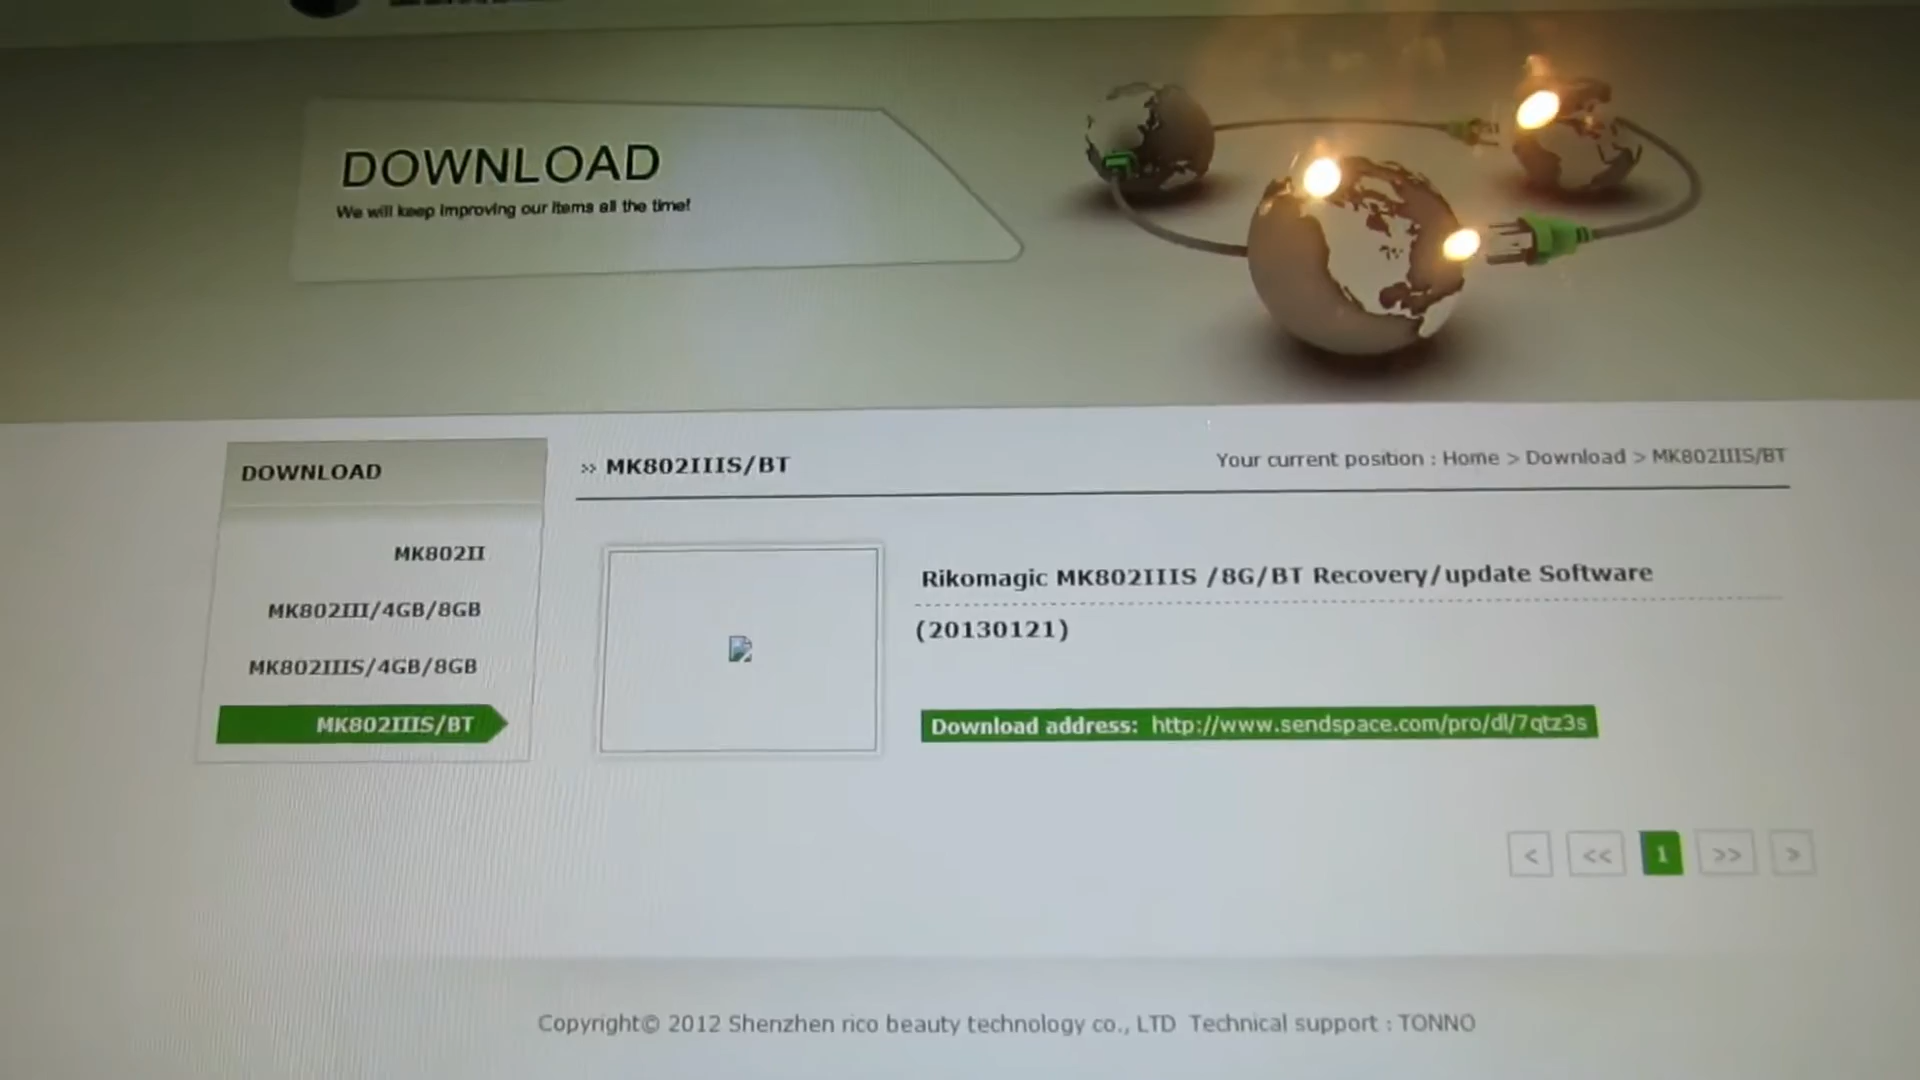 DOWNLOAD
We will keep improving our items all the time!
DOWNLOAD
MK802II
MK802III/4GB/8GB
MK802IIIS/4GB/8GB
MK802IIIS/BT
>> MK802IIIS/BT
Your current position : Home > Download > MK802IIIS/BT
Rikomagic MK802IIIS /8G/BT Recovery/update Software
(20130121)
Download address: http://www.sendspace.com/pro/dl/7qtz3s
< << 1 >> >
Copyright© 2012 Shenzhen rico beauty technology co., LTD Technical support : TONNO